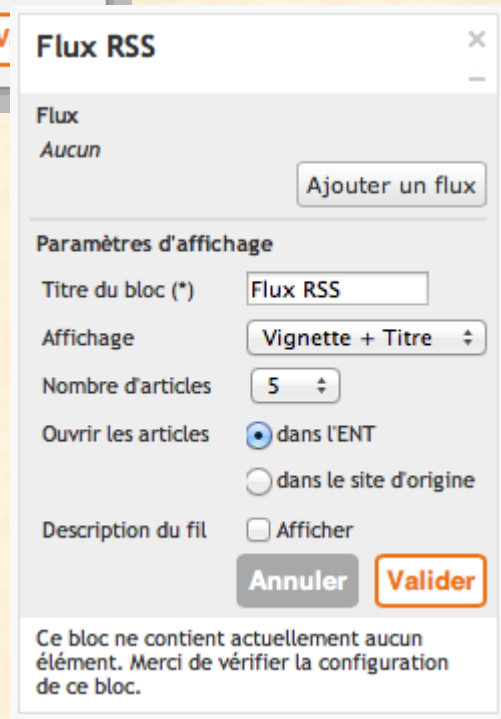 Flux RSS
Flux
Aucun
Ajouter un flux
Paramètres d'affichage
Titre du bloc (*) Flux RSS
Affichage Vignette + Titre
Nombre d'articles 5
Ouvrir les articles dans l'ENT
dans le site d'origine
Description du fil Afficher
Annuler Valider
Ce bloc ne contient actuellement aucun
élément. Merci de vérifier la configuration
de ce bloc.